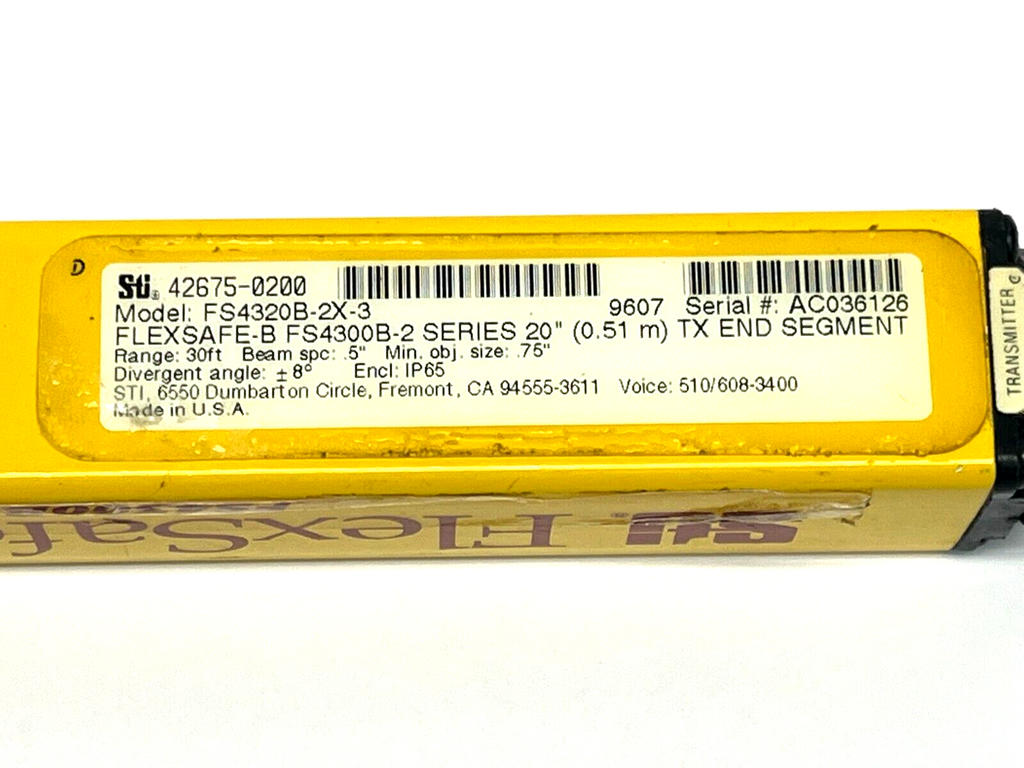 D
STI® 42675-0200
Model: FS4320B-2X-3 9607 Serial #: AC036126
FLEXSAFE-B FS4300B-2 SERIES 20" (0.51 m) TX END SEGMENT
Range: 30ft Beam spc: .5" Min. obj. size: .75"
Divergent angle: ±8° Encl: IP65
STI, 6550 Dumbarton Circle, Fremont, CA 94555-3611 Voice: 510/608-3400
Made in U.S.A.
TRANSMITTER
STI® FlexSafe